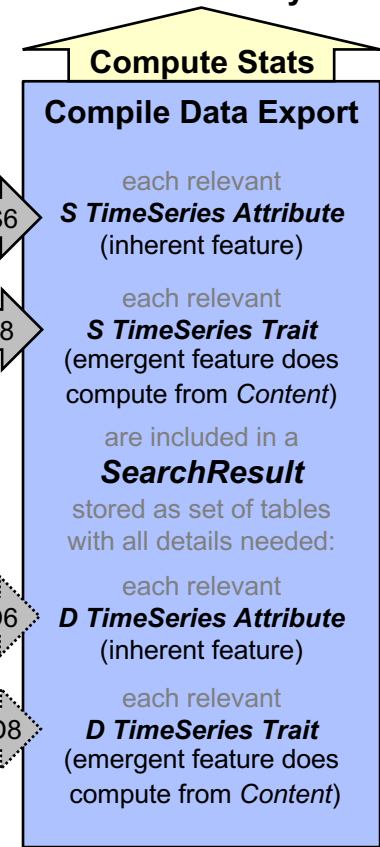 Compute Stats
Compile Data Export
each relevant
S TimeSeries Attribute
(inherent feature)
each relevant
S TimeSeries Trait
(emergent feature does
compute from Content)
are included in a
SearchResult
stored as set of tables
with all details needed:
each relevant
D TimeSeries Attribute
(inherent feature)
each relevant
D TimeSeries Trait
(emergent feature does
compute from Content)